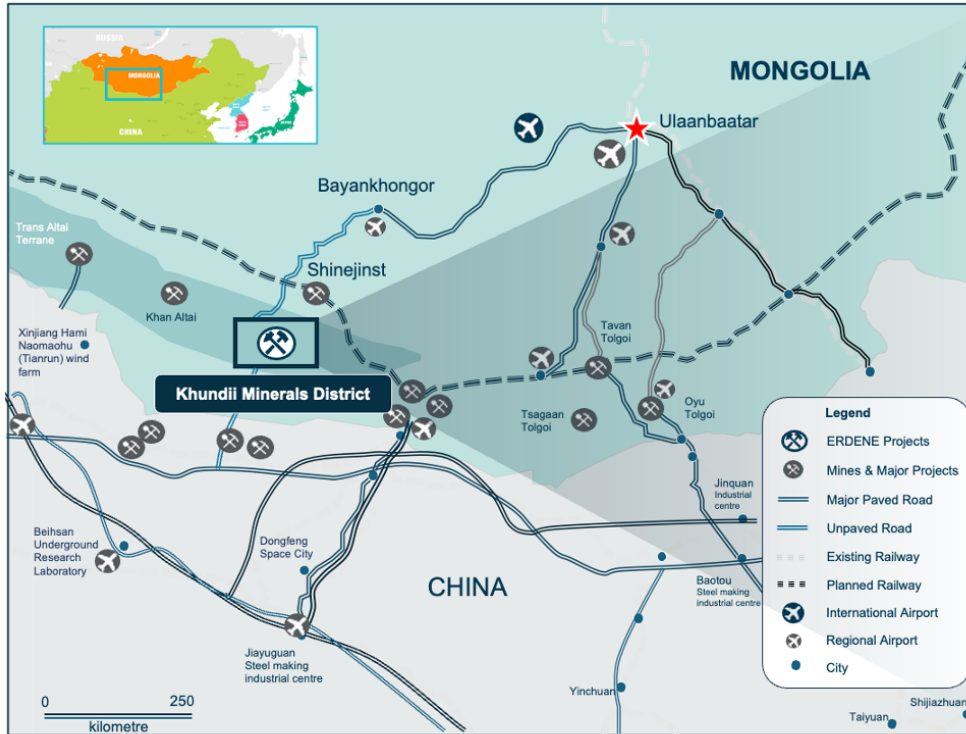 RUSSIA
MONGOLIA
CHINA
JAPAN
MONGOLIA
Ulaanbaatar
Bayankhongor
Trans Altai
Terrane
Shinejinst
Khan Altai
Xinjiang Hami
Naomaohu
(Tianrun) wind
farm
Khundii Minerals District
Tavan
Tolgoi
Tsagaan
Tolgoi
Oyu
Tolgoi
Jinquan
Industrial
centre
Beihsan
Underground
Research
Laboratory
Dongfeng
Space City
CHINA
Baotou
Steel making
industrial centre
Jiayuguan
Steel making
industrial centre
Yinchuan
Taiyuan
Shijiazhuan
0 250
kilometre
Legend
ERDENE Projects
Mines & Major Projects
Major Paved Road
Unpaved Road
Existing Railway
Planned Railway
International Airport
Regional Airport
City